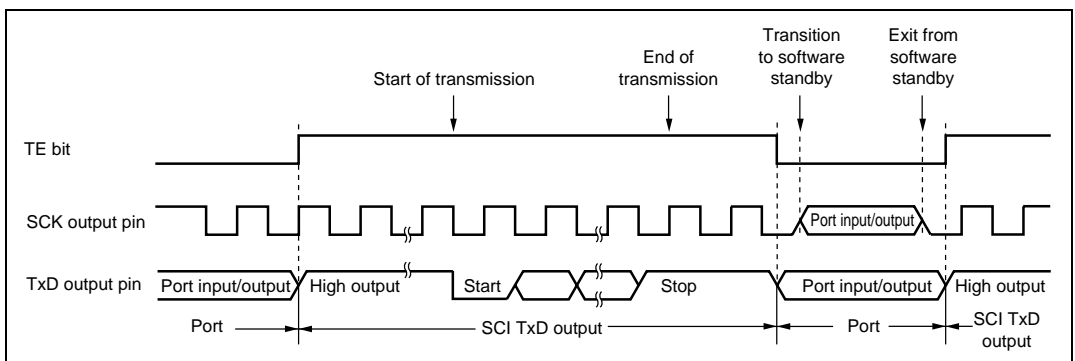 Transition
to software
standby
Exit from
software
standby
End of
transmission
Start of transmission
TE bit
SCK output pin
Port input/output
TxD output pin
Port input/output
High output
Start
Stop
Port input/output
High output
Port
SCI TxD output
Port
SCI TxD
output